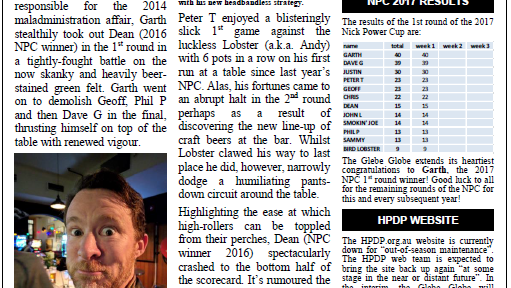 responsible for the 2014
maladministration affair, Garth
stealthily took out Dean (2016
NPC winner) in the 1st round in
a tightly-fought battle on the
now skanky and heavily beer-
stained green felt. Garth went
on to demolish Geoff, Phil P
and then Dave G in the final,
thrusting himself on top of the
table with renewed vigour.
with his new headbandless strategy.
Peter T enjoyed a blisteringly
slick 1st game against the
luckless Lobster (a.k.a. Andy)
with 6 pots in a row on his first
run at a table since last year's
NPC. Alas, his fortunes came to
an abrupt halt in the 2nd round
perhaps as a result of
discovering the new line-up of
craft beers at the bar. Whilst
Lobster clawed his way to last
place he did, however, narrowly
dodge a humiliating pants-
down circuit around the table.
Highlighting the ease at which
high-rollers can be toppled
from their perches, Dean (NPC
winner 2016) spectacularly
crashed to the bottom half of
the scorecard. It's rumoured the
NPC 2017 RESULTS
The results of the 1st round of the 2017
Nick Power Cup are:
name total week 1 week 2 week 3
GARTH 40 40
DAVE G 39 39
JUSTIN 30 30
PETER T 23 23
GEOFF 23 23
CHRIS 22 22
DEAN 15 15
JOHN L 14 14
SMOKIN' JOE 14 14
PHIL P 13 13
SAMMY 13 13
BIRD LOBSTER 9 9
The Glebe Globe extends its heartiest
congratulations to Garth, the 2017
NPC 1st round winner! Good luck to all
for the remaining rounds of the NPC for
this and every subsequent year!
HPDP WEBSITE
The HPDP.org.au website is currently
down for "out-of-season maintenance".
The HPDP web team is expected to
bring the site back up again "at some
stage in the near or distant future". In
the interim, the Glebe Globe will